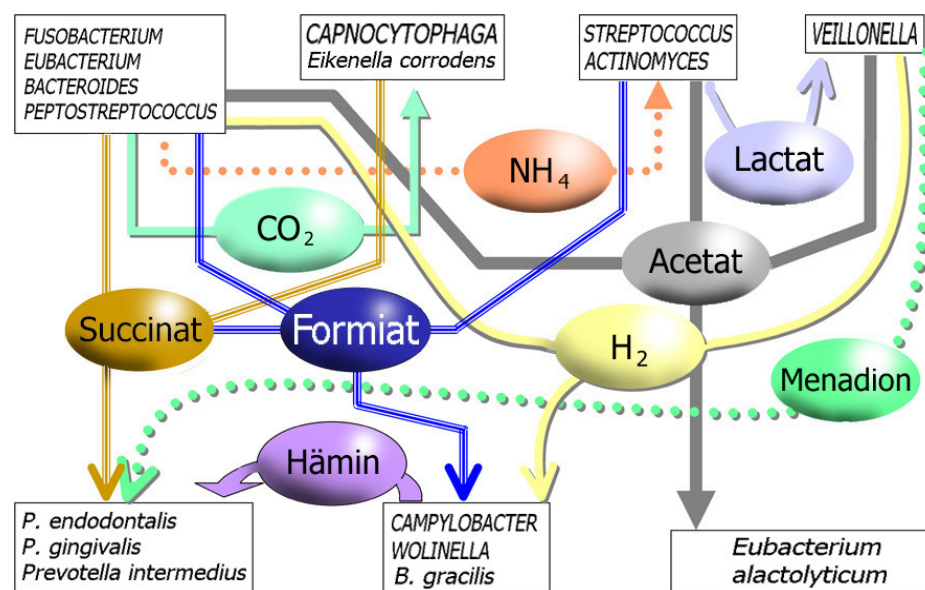 FUSOBACTERIUM
EUBACTERIUM
BACTEROIDES
PEPTOSTREPTOCOCCUS
CAPNOCYTOPHAGA
Eikenella corrodens
STREPTOCOCCUS
ACTINOMYCES
VEILLONELLA
NH₄
Lactat
CO₂
Acetat
Succinat
Formiat
H₂
Menadion
Hämin
P. endodontalis
P. gingivalis
Prevotella intermedius
CAMPYLOBACTER
WOLINELLA
B. gracilis
Eubacterium
alactolyticum